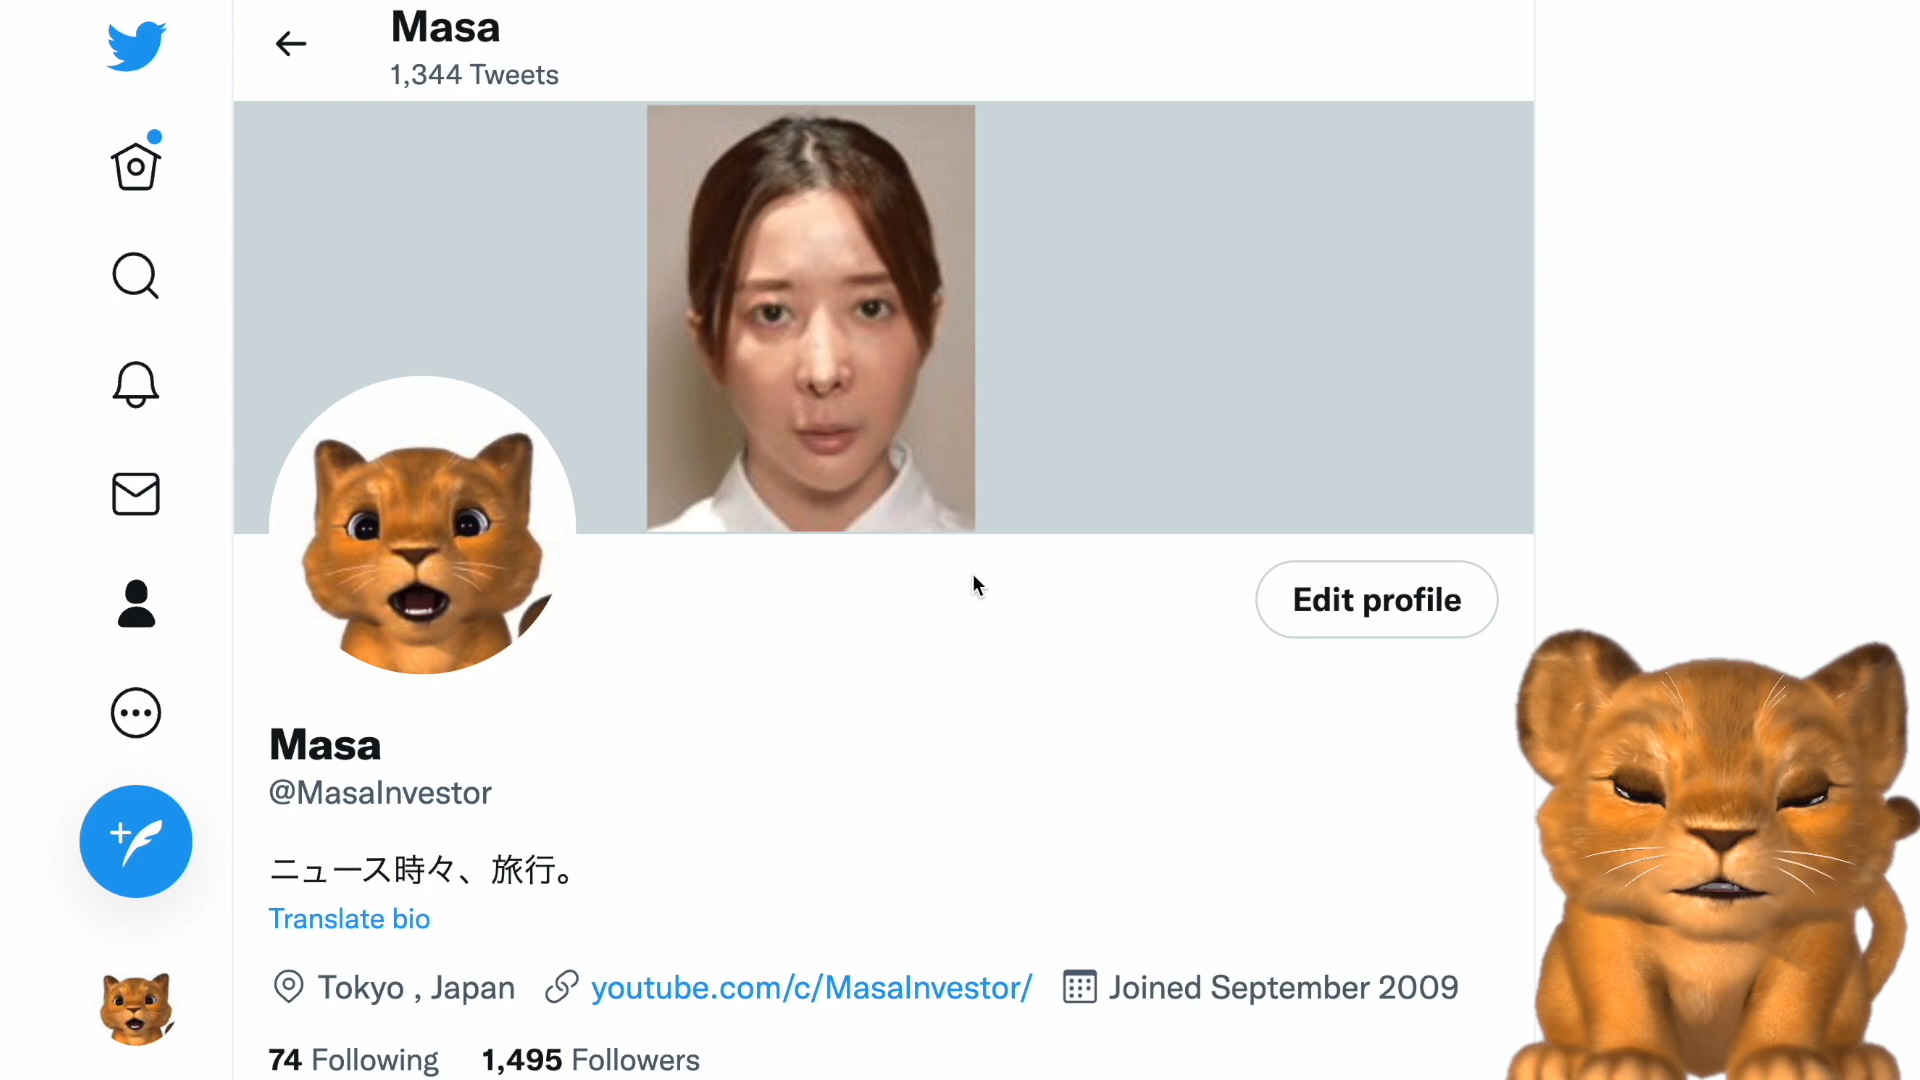 Masa
1,344 Tweets
Edit profile
Masa
@MasaInvestor
ニュース時々、旅行。
Translate bio
Tokyo , Japan youtube.com/c/MasaInvestor/ Joined September 2009
74 Following 1,495 Followers